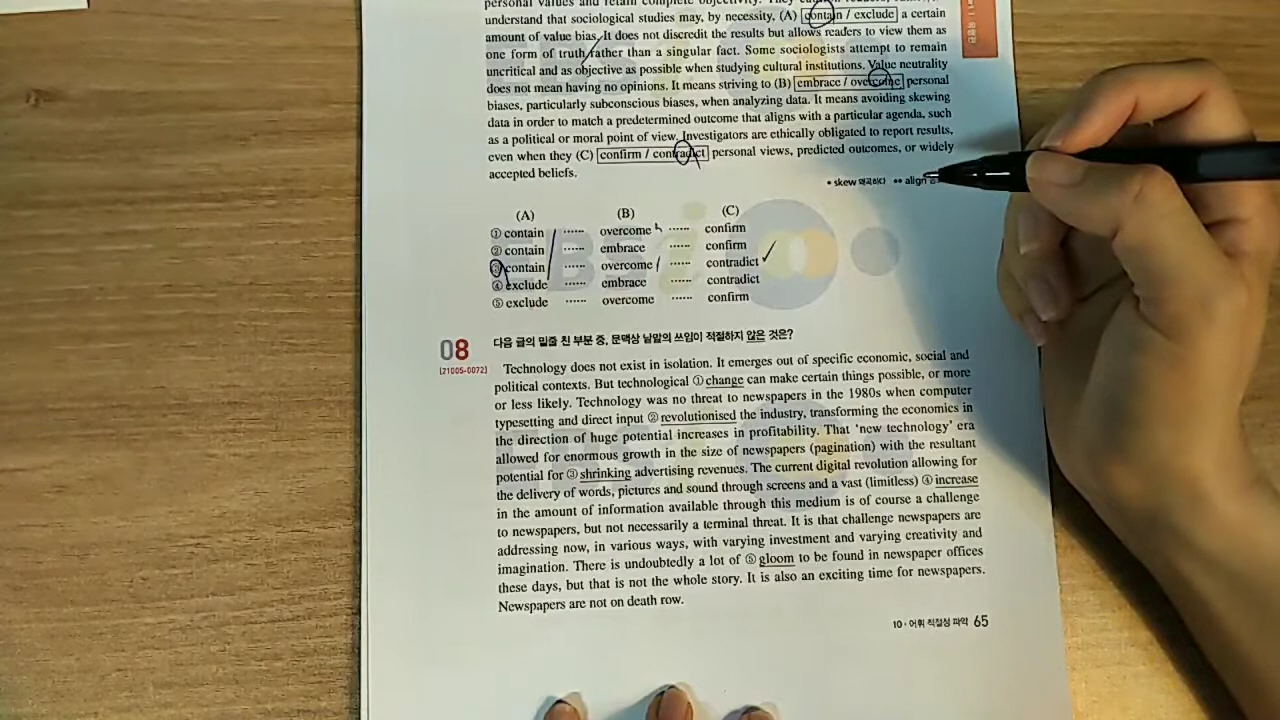 personal values and retain complete objectivity. They
understand that sociological studies may, by necessity, (A) contain / exclude a certain
amount of value bias. It does not discredit the results but allows readers to view them as
one form of truth rather than a singular fact. Some sociologists attempt to remain
uncritical and as objective as possible when studying cultural institutions. Value neutrality
does not mean having no opinions. It means striving to (B) embrace / overcome personal
biases, particularly subconscious biases, when analyzing data. It means avoiding skewing
data in order to match a predetermined outcome that aligns with a particular agenda, such
as a political or moral point of view. Investigators are ethically obligated to report results,
even when they (C) confirm / contradict personal views, predicted outcomes, or widely
accepted beliefs.
* skew 왜곡하다 ** align
(A) (B) (C)
① contain ...... overcome ...... confirm
② contain ...... embrace ...... confirm
③ contain ...... overcome ...... contradict
④ exclude ...... embrace ...... contradict
⑤ exclude ...... overcome ...... confirm
08 다음 글의 밑줄 친 부분 중, 문맥상 낱말의 쓰임이 적절하지 않은 것은?
[21005-0072]
Technology does not exist in isolation. It emerges out of specific economic, social and
political contexts. But technological ① change can make certain things possible, or more
or less likely. Technology was no threat to newspapers in the 1980s when computer
typesetting and direct input ② revolutionised the industry, transforming the economics in
the direction of huge potential increases in profitability. That ‘new technology’ era
allowed for enormous growth in the size of newspapers (pagination) with the resultant
potential for ③ shrinking advertising revenues. The current digital revolution allowing for
the delivery of words, pictures and sound through screens and a vast (limitless) ④ increase
in the amount of information available through this medium is of course a challenge
to newspapers, but not necessarily a terminal threat. It is that challenge newspapers are
addressing now, in various ways, with varying investment and varying creativity and
imagination. There is undoubtedly a lot of ⑤ gloom to be found in newspaper offices
these days, but that is not the whole story. It is also an exciting time for newspapers.
Newspapers are not on death row.
10 · 어휘 적절성 파악 65